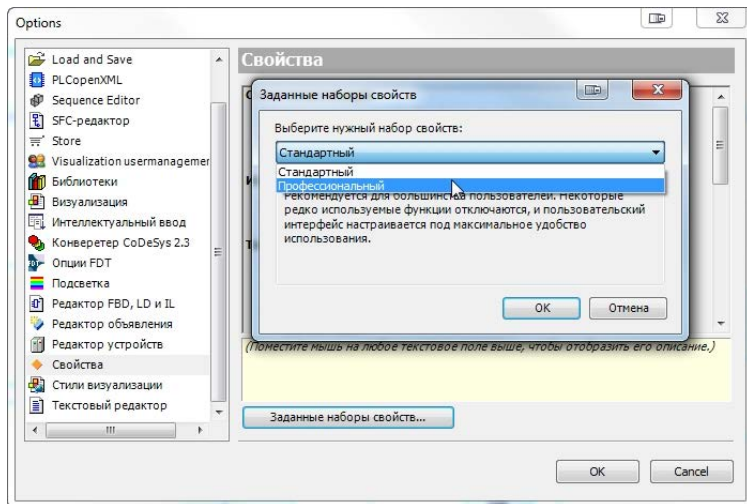 Options
Load and Save
PLCopenXML
Sequence Editor
SFC-редактор
Store
Visualization usermanagemer
Библиотеки
Визуализация
Интеллектуальный ввод
Конверетер CoDeSys 2.3
Опции FDT
Подсветка
Редактор FBD, LD и IL
Редактор объявления
Редактор устройств
Свойства
Стили визуализации
Текстовый редактор
Свойства
Заданные наборы свойств
Выберите нужный набор свойств:
Стандартный
Стандартный
Профессиональный
Рекомендуется для большинства пользователей. Некоторые
редко используемые функции отключаются, и пользовательский
интерфейс настраивается под максимальное удобство
использования.
OK
Отмена
(Поместите мышь на любое текстовое поле выше, чтобы отобразить его описание.)
Заданные наборы свойств...
OK
Cancel